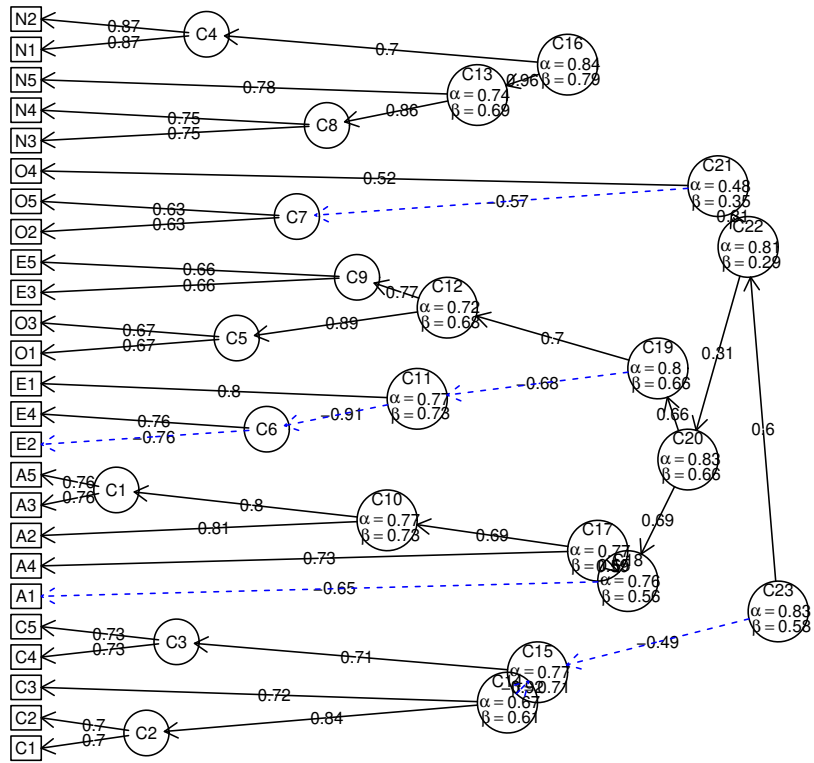 N2
N1
N5
N4
N3
O4
O5
O2
E5
E3
O3
O1
E1
E4
E2
A5
A3
A2
A4
A1
C5
C4
C3
C2
C1
0.87
0.87
C4
0.7
C16
α = 0.84
β = 0.79
0.96
C13
α = 0.74
β = 0.69
0.78
0.86
C8
0.75
0.75
0.52
C21
α = 0.48
β = 0.35
−0.57
C7
0.63
0.63
C22
α = 0.81
β = 0.29
0.66
0.66
C9
0.77
C12
α = 0.72
β = 0.68
0.89
C5
0.67
0.67
0.7
C19
α = 0.8
β = 0.66
0.31
0.8
C11
α = 0.77
β = 0.73
−0.68
0.76
−0.91
C6
−0.76
0.66
C20
α = 0.83
β = 0.66
0.6
0.76
0.76
C1
0.8
C10
α = 0.77
β = 0.73
0.81
0.69
0.69
C17
α = 0.77
0.73
α = 0.76
β = 0.56
−0.65
C23
α = 0.83
β = 0.58
−0.49
0.73
0.73
C3
0.71
C15
α = 0.77
0.72
α = 0.67
β = 0.61
0.84
C2
0.7
0.7